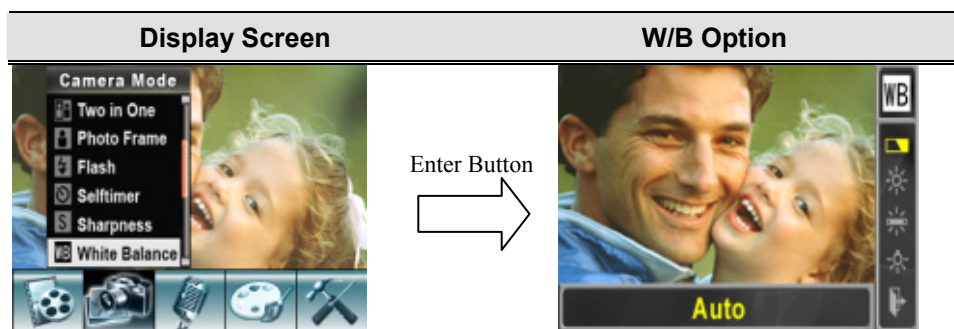 Display Screen
W/B Option
Camera Mode
Two in One
Photo Frame
Flash
Selftimer
S Sharpness
WB White Balance
Enter Button
WB
Auto